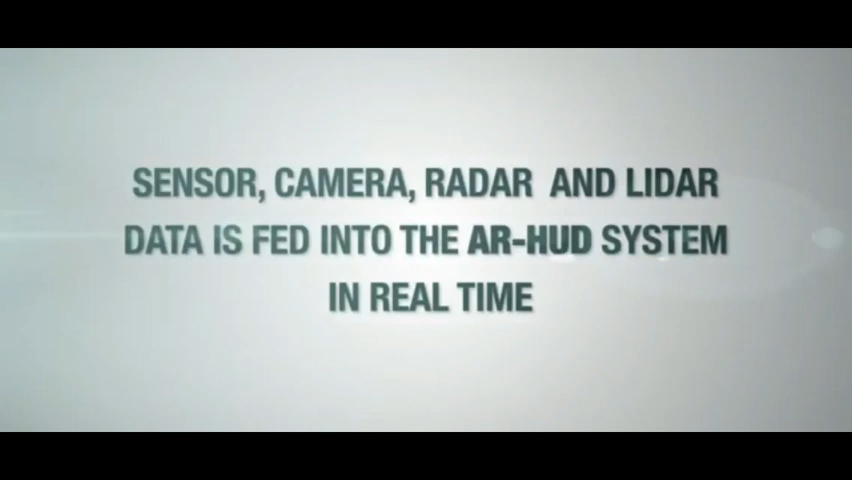 SENSOR, CAMERA, RADAR AND LIDAR
DATA IS FED INTO THE AR-HUD SYSTEM
IN REAL TIME